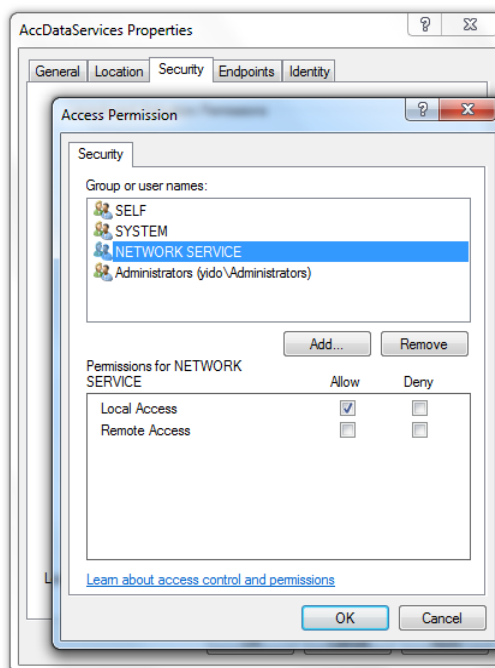 AccDataServices Properties
General Location Security Endpoints Identity
Access Permission
Security
Group or user names:
SELF
SYSTEM
NETWORK SERVICE
Administrators (yido\Administrators)
Add... Remove
Permissions for NETWORK
SERVICE Allow Deny
Local Access
Remote Access
Learn about access control and permissions
OK Cancel